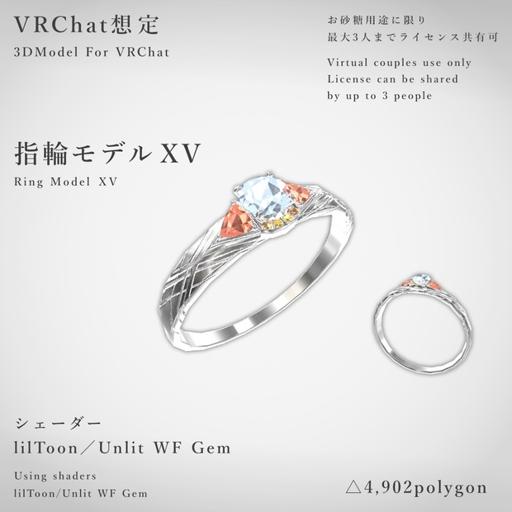 VRChat想定
3DModel For VRChat
お砂糖用途に限り
最大3人までライセンス共有可
Virtual couples use only
License can be shared
by up to 3 people
指輪モデルXV
Ring Model XV
シェーダー
lilToon／Unlit WF Gem
Using shaders
lilToon/Unlit WF Gem
△4,902polygon